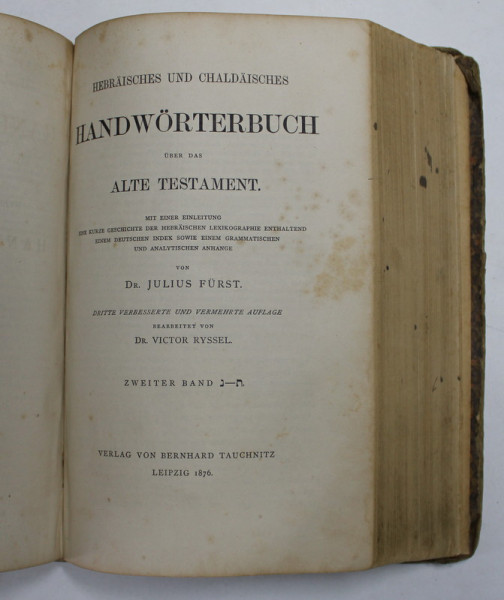 HEBRÄISCHES UND CHALDÄISCHES
HANDWÖRTERBUCH
ÜBER DAS
ALTE TESTAMENT.
MIT EINER EINLEITUNG
EINE KURZE GESCHICHTE DER HEBRÄISCHEN LEXIKOGRAPHIE ENTHALTEND
EINEM DEUTSCHEN INDEX SOWIE EINEM GRAMMATISCHEN
UND ANALYTISCHEN ANHANGE
VON
DR. JULIUS FÜRST.
DRITTE VERBESSERTE UND VERMEHRTE AUFLAGE
BEARBEITET VON
DR. VICTOR RYSSEL.
ZWEITER BAND נ—ת
VERLAG VON BERNHARD TAUCHNITZ
LEIPZIG 1876.